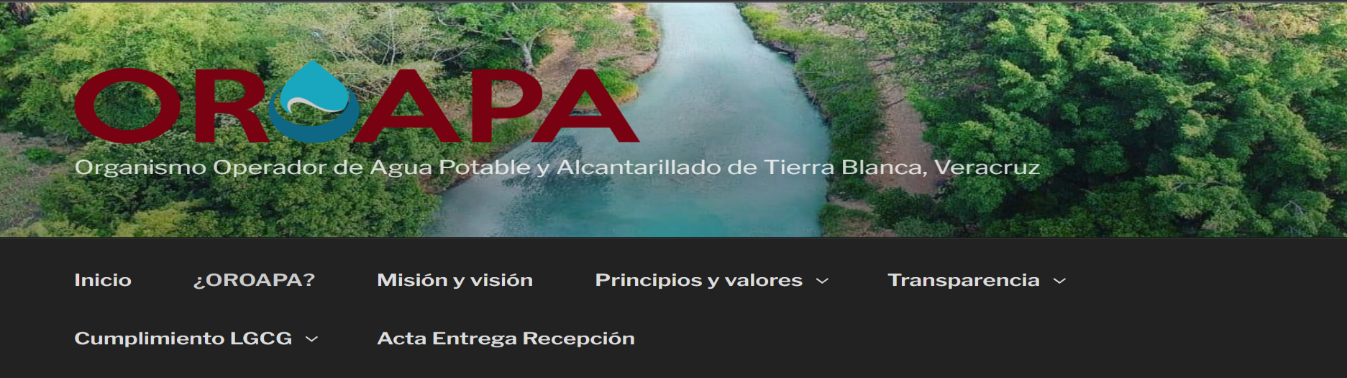 OROAPA
Organismo Operador de Agua Potable y Alcantarillado de Tierra Blanca, Veracruz
Inicio ¿OROAPA? Misión y visión Principios y valores Transparencia
Cumplimiento LGCG Acta Entrega Recepción